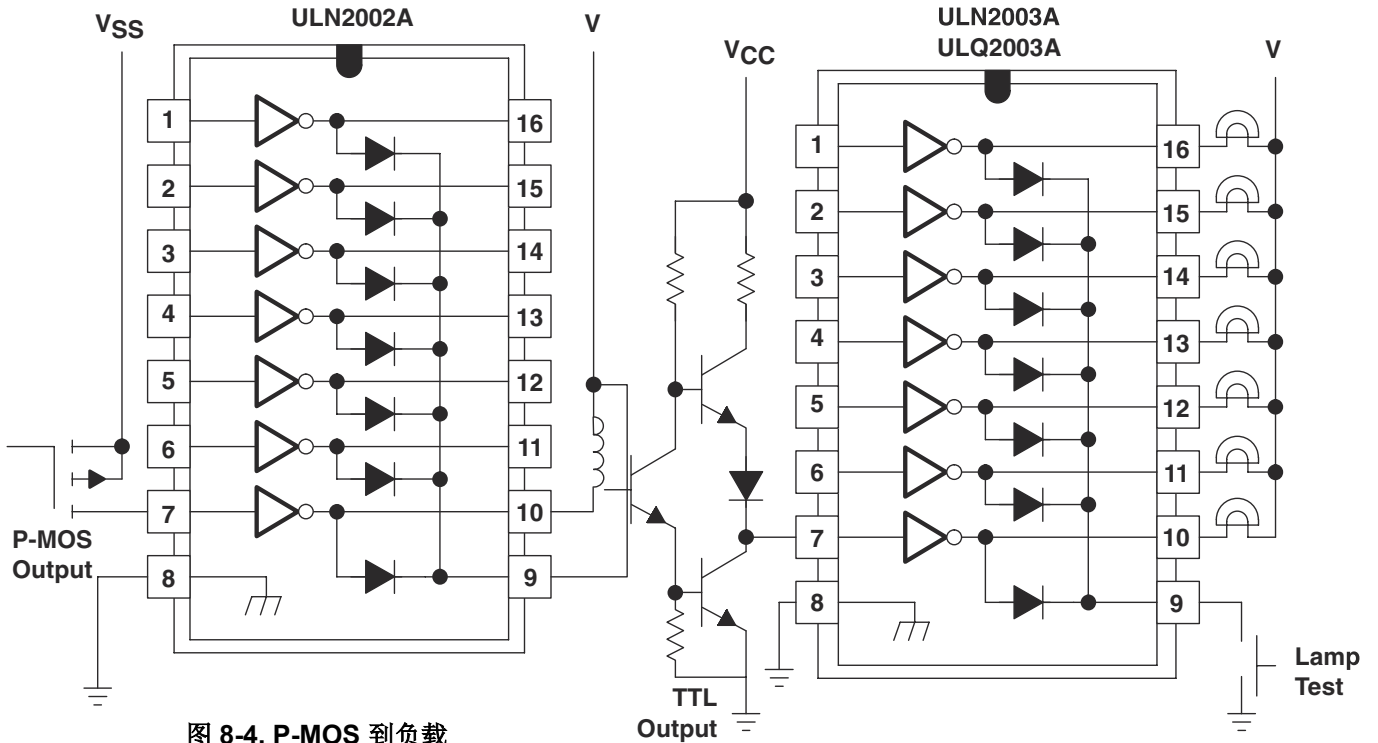 ULN2002A
VSS
V
1
2
3
4
5
6
7
8
16
15
14
13
12
11
10
9
P-MOS
Output
图 8-4. P-MOS 到负载
ULN2003A
ULQ2003A
VCC
V
1
2
3
4
5
6
7
8
16
15
14
13
12
11
10
9
TTL
Output
Lamp
Test